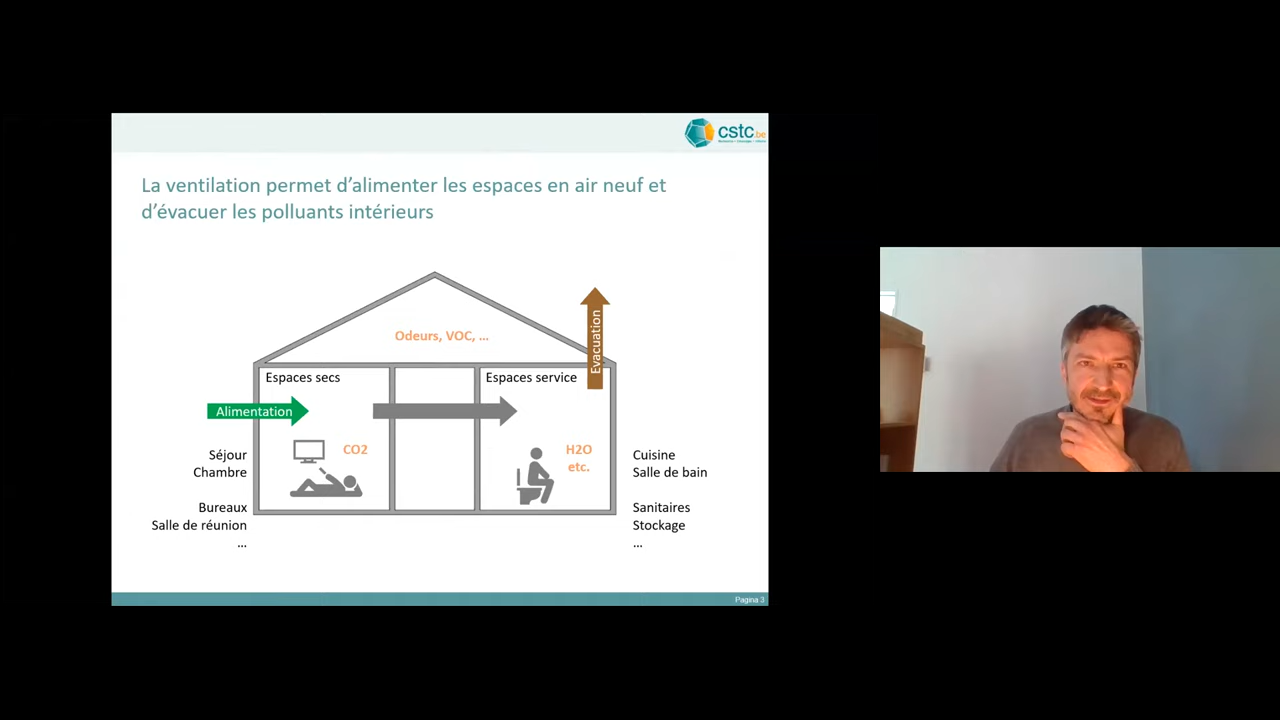 cstc.be
La ventilation permet d’alimenter les espaces en air neuf et
d’évacuer les polluants intérieurs
Odeurs, VOC, ...
Evacuation
Espaces secs
Espaces service
Alimentation
CO2
H2O
etc.
Séjour
Chambre
Bureaux
Salle de réunion
...
Cuisine
Salle de bain
Sanitaires
Stockage
...
Pagina 3